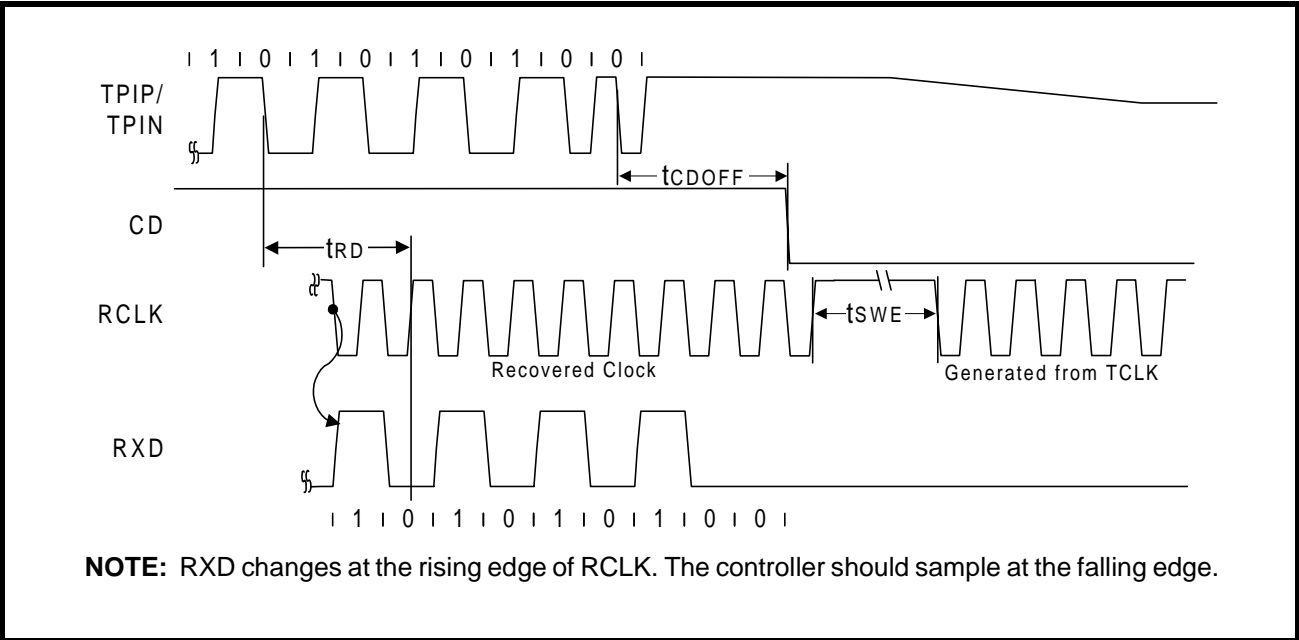 1 0 1 0 1 0 1 0 0
TPIP/
TPIN
tCDOFF
CD
tRD
RCLK
tSWE
Recovered Clock
Generated from TCLK
RXD
1 0 1 0 1 0 1 0 0
NOTE: RXD changes at the rising edge of RCLK. The controller should sample at the falling edge.